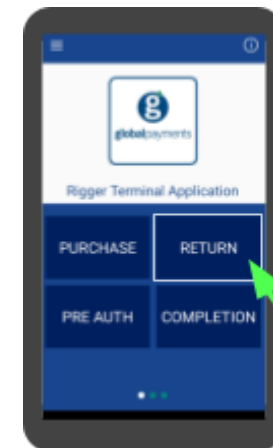 globalpayments
Rigger Terminal Application
PURCHASE
RETURN
PRE AUTH
COMPLETION